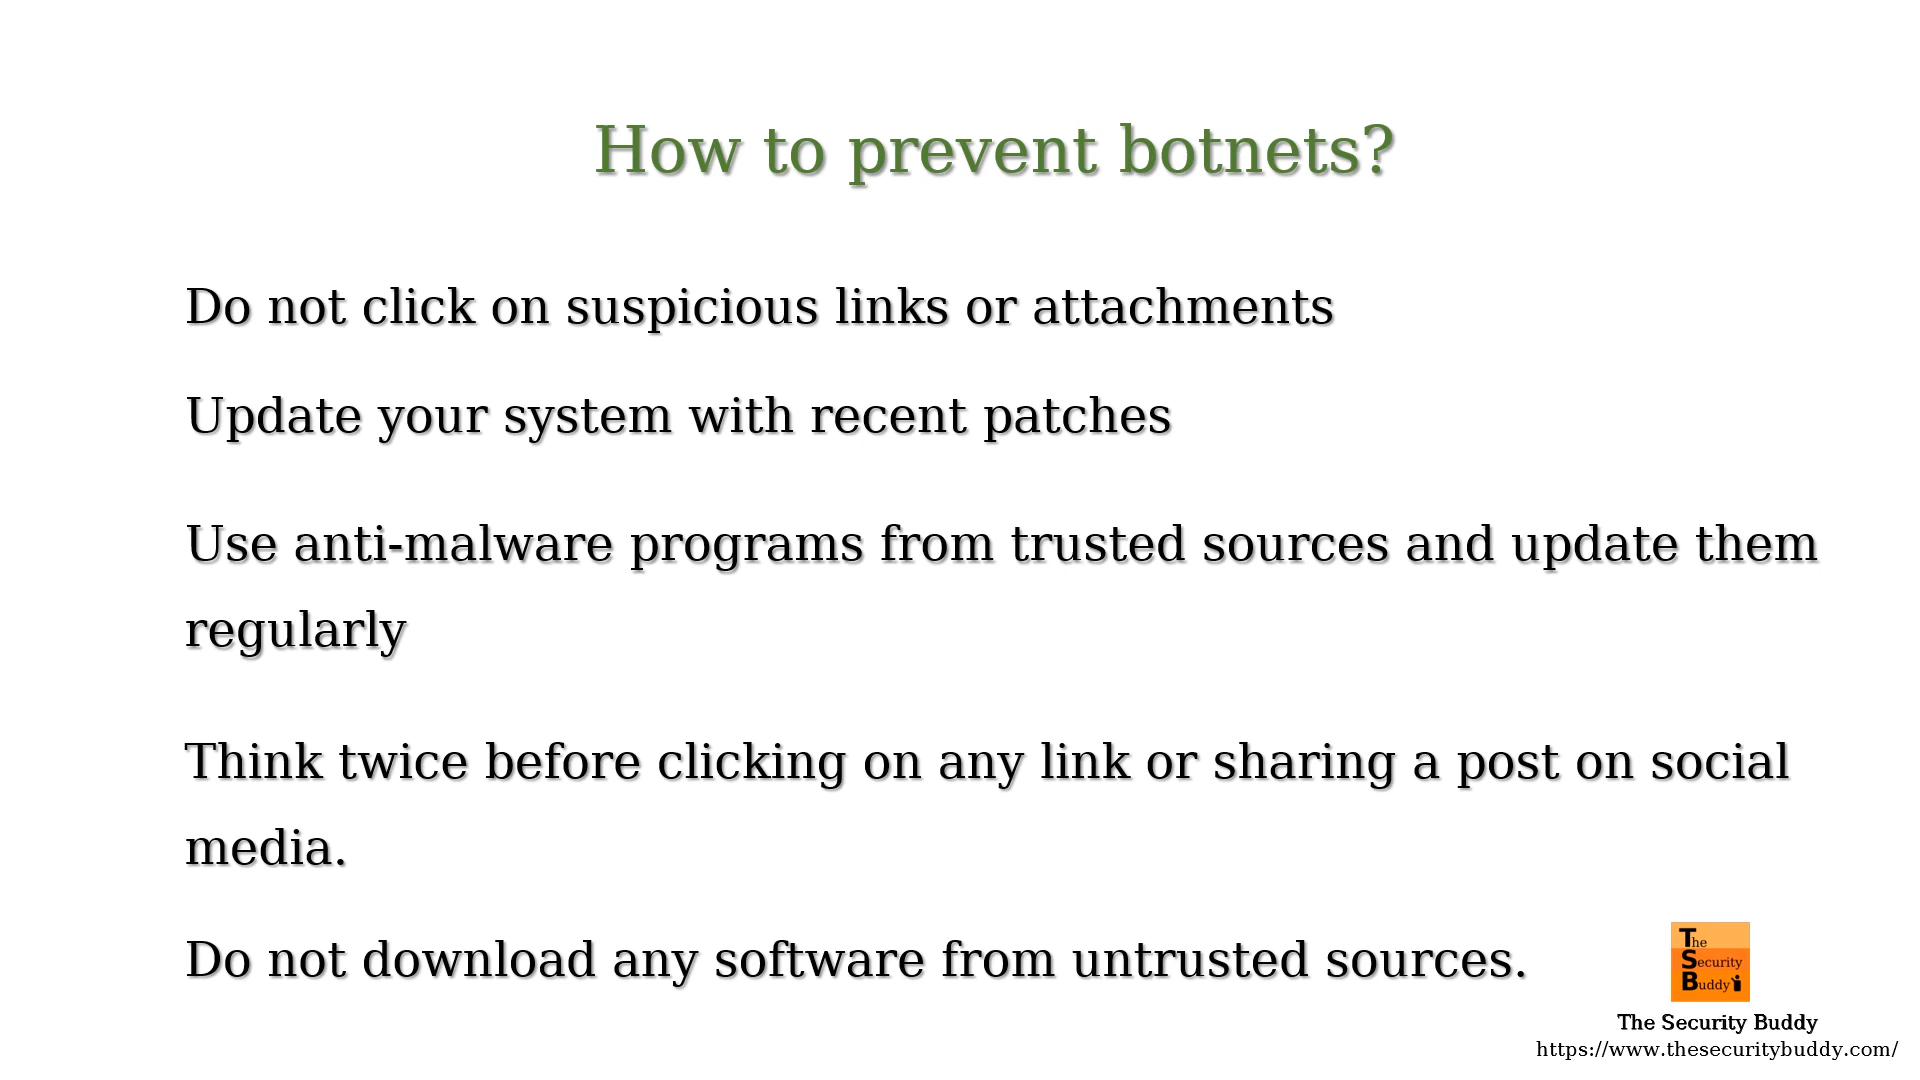 How to prevent botnets?
Do not click on suspicious links or attachments
Update your system with recent patches
Use anti-malware programs from trusted sources and update them
regularly
Think twice before clicking on any link or sharing a post on social
media.
Do not download any software from untrusted sources.
The
Security
Buddy
The Security Buddy
https://www.thesecuritybuddy.com/